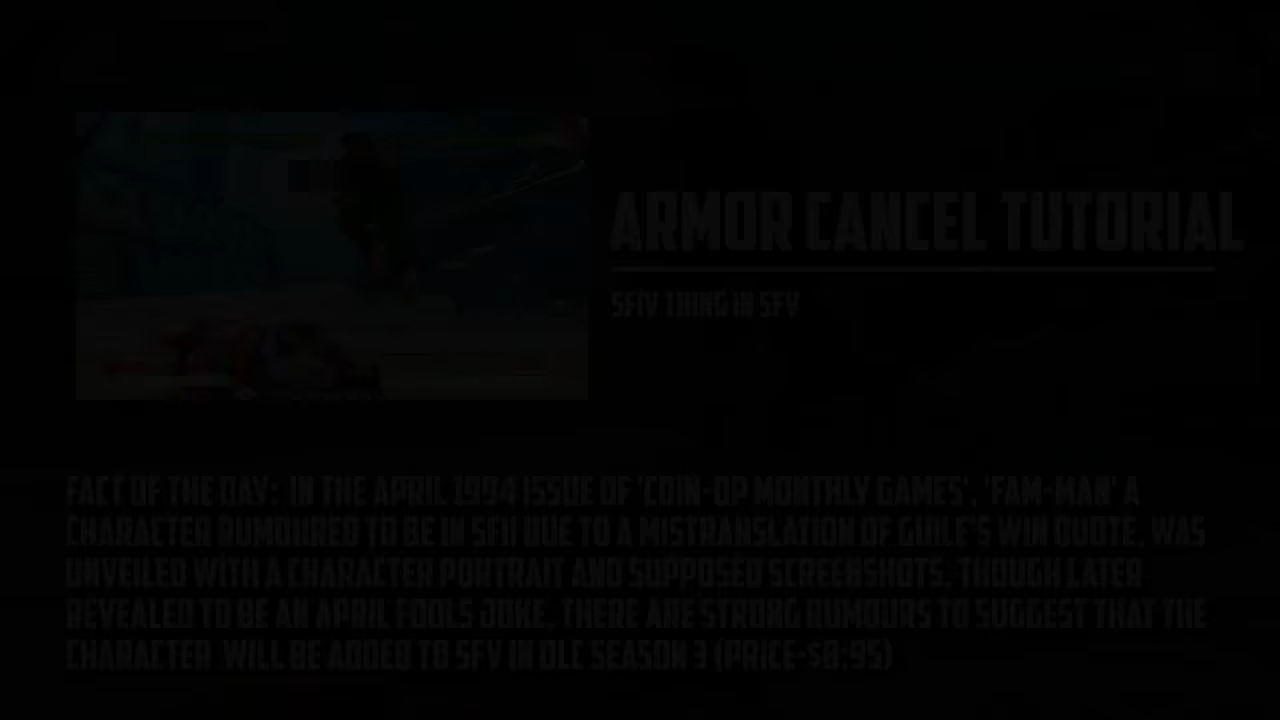 ARMOR CANCEL TUTORIAL
SFIV THING IN SFV
FACT OF THE DAY: IN THE APRIL 1994 ISSUE OF 'COIN-OP MONTHLY GAMES', 'FAM-MAN' A
CHARACTER RUMOURED TO BE IN SFII DUE TO A MISTRANSLATION OF GUILE'S WIN QUOTE, WAS
UNVEILED WITH A CHARACTER PORTRAIT AND SUPPOSED SCREENSHOTS. THOUGH LATER
REVEALED TO BE AN APRIL FOOLS JOKE, THERE ARE STRONG RUMOURS TO SUGGEST THAT THE
CHARACTER WILL BE ADDED TO SFV IN DLC SEASON 3 (PRICE-$8:95)